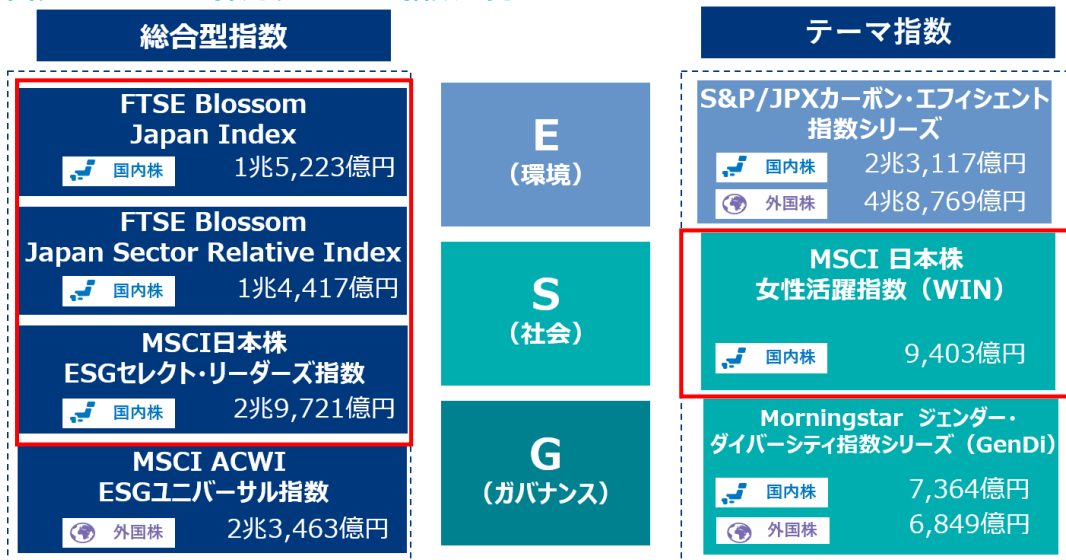 総合型指数
FTSE Blossom
Japan Index
国内株 1兆5,223億円
FTSE Blossom
Japan Sector Relative Index
国内株 1兆4,417億円
MSCI日本株
ESGセレクト・リーダーズ指数
国内株 2兆9,721億円
MSCI ACWI
ESGユニバーサル指数
外国株 2兆3,463億円
E
（環境）
S
（社会）
G
（ガバナンス）
テーマ指数
S&P/JPXカーボン・エフィシェント
指数シリーズ
国内株 2兆3,117億円
外国株 4兆8,769億円
MSCI 日本株
女性活躍指数（WIN）
国内株 9,403億円
Morningstar ジェンダー・
ダイバーシティ指数シリーズ（GenDi）
国内株 7,364億円
外国株 6,849億円